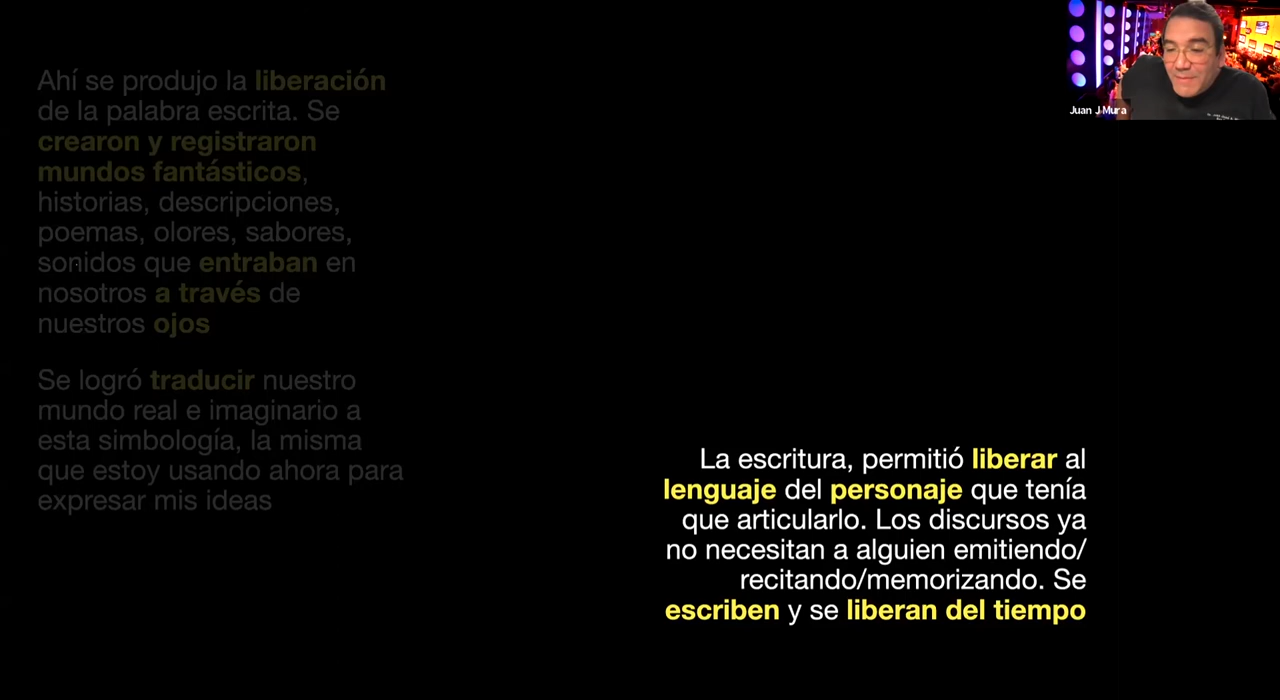 Ahí se produjo la liberación
de la palabra escrita. Se
crearon y registraron
mundos fantásticos,
historias, descripciones,
poemas, olores, sabores,
sonidos que entraban en
nosotros a través de
nuestros ojos
Se logró traducir nuestro
mundo real e imaginario a
esta simbología, la misma
que estoy usando ahora para
expresar mis ideas
La escritura, permitió liberar al
lenguaje del personaje que tenía
que articularlo. Los discursos ya
no necesitan a alguien emitiendo/
recitando/memorizando. Se
escriben y se liberan del tiempo
Juan J Mura